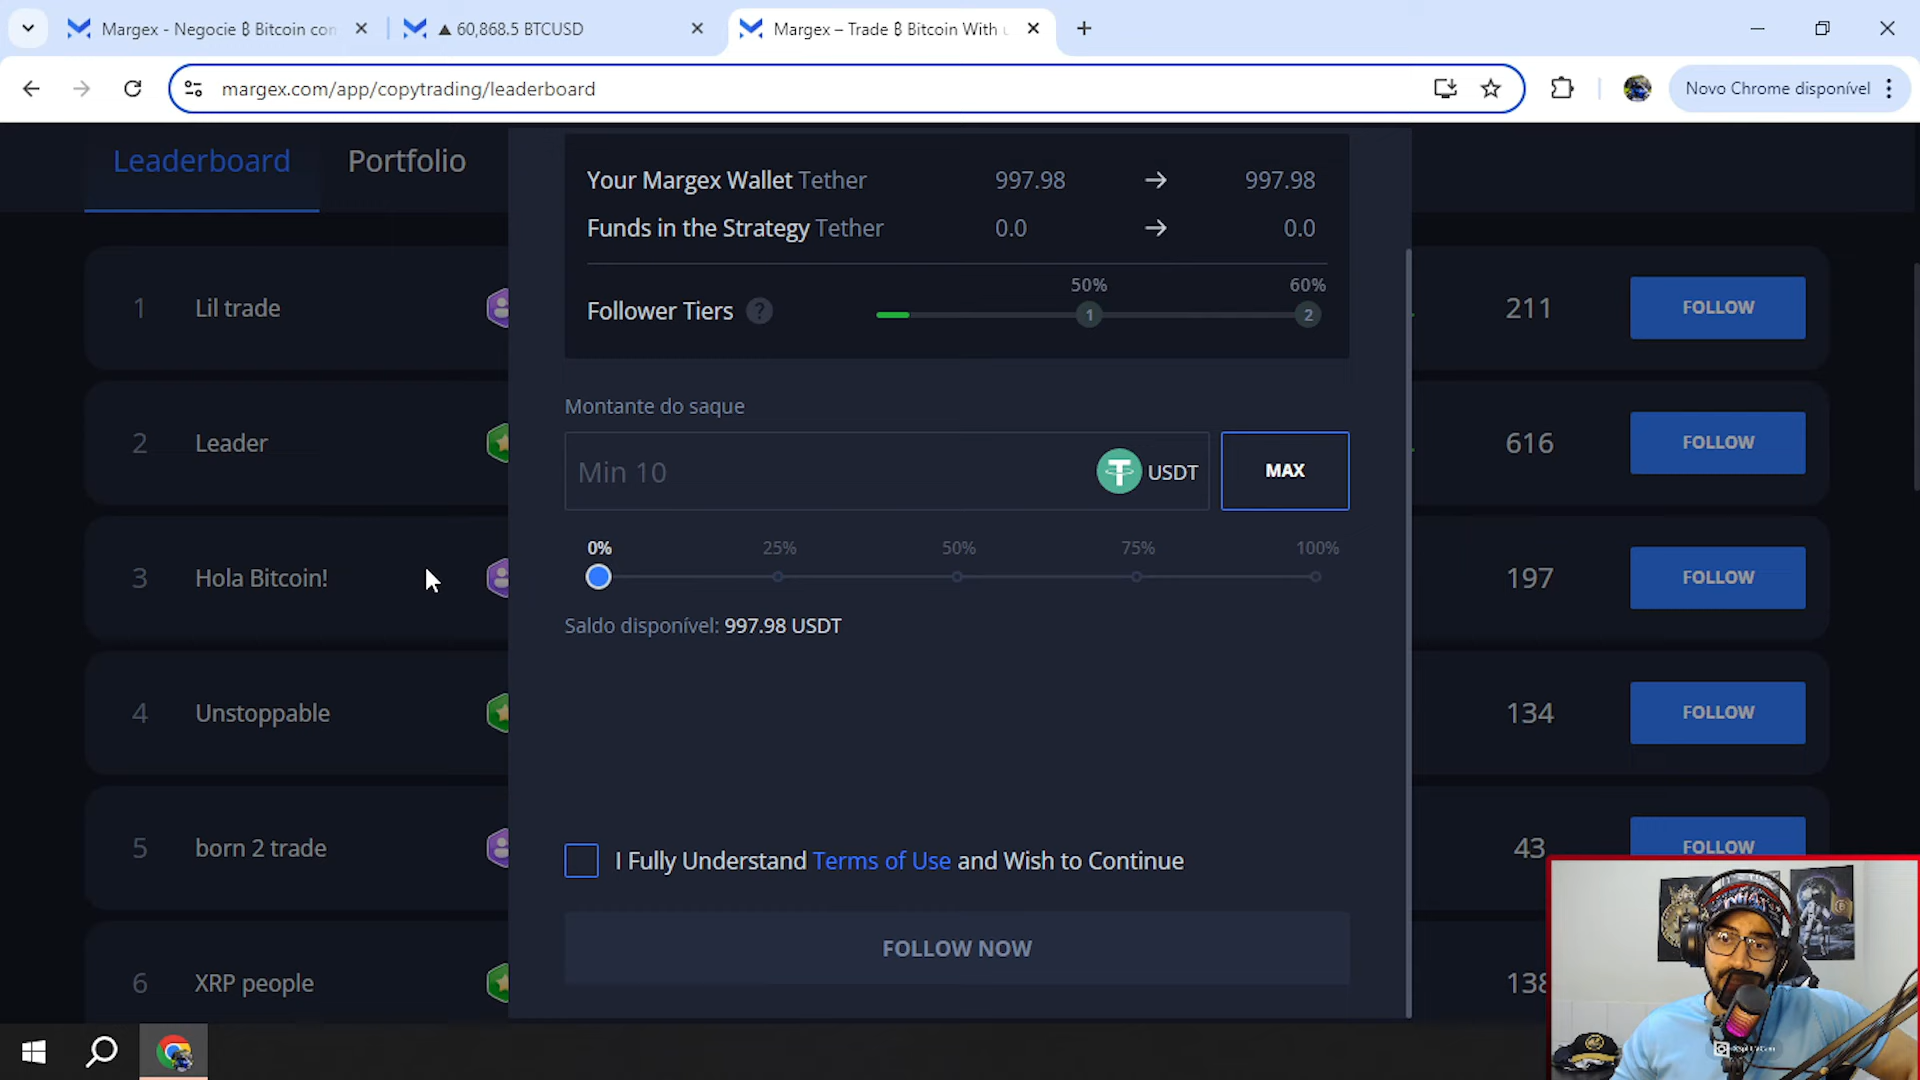 Margex - Negocie ₿ Bitcoin con
▲ 60,868.5 BTCUSD
Margex – Trade ₿ Bitcoin With
margex.com/app/copytrading/leaderboard
Novo Chrome disponível
Leaderboard
Portfolio
Your Margex Wallet Tether 997.98 → 997.98
Funds in the Strategy Tether 0.0 → 0.0
50% 60%
Follower Tiers ? 1 2
Montante do saque
Min 10 USDT MAX
0% 25% 50% 75% 100%
Saldo disponível: 997.98 USDT
I Fully Understand Terms of Use and Wish to Continue
FOLLOW NOW
1 Lil trade 211 FOLLOW
2 Leader 616 FOLLOW
3 Hola Bitcoin! 197 FOLLOW
4 Unstoppable 134 FOLLOW
5 born 2 trade 43 FOLLOW
6 XRP people 138